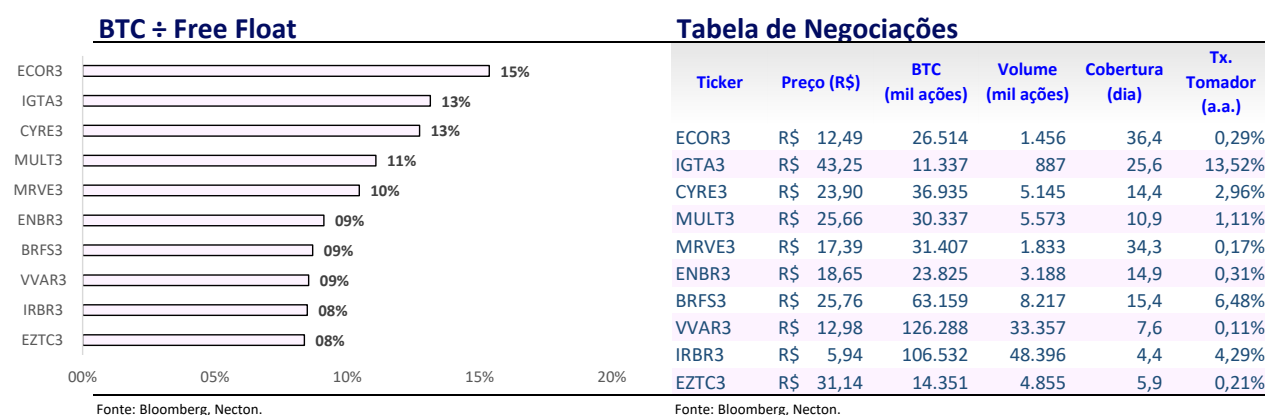 BTC ÷ Free Float
ECOR3 15%
IGTA3 13%
CYRE3 13%
MULT3 11%
MRVE3 10%
ENBR3 09%
BRFS3 09%
VVAR3 09%
IRBR3 08%
EZTC3 08%
00% 05% 10% 15% 20%
Fonte: Bloomberg, Necton.
Tabela de Negociações
Ticker Preço (R$) BTC (mil ações) Volume (mil ações) Cobertura (dia) Tx. Tomador (a.a.)
ECOR3 R$ 12,49 26.514 1.456 36,4 0,29%
IGTA3 R$ 43,25 11.337 887 25,6 13,52%
CYRE3 R$ 23,90 36.935 5.145 14,4 2,96%
MULT3 R$ 25,66 30.337 5.573 10,9 1,11%
MRVE3 R$ 17,39 31.407 1.833 34,3 0,17%
ENBR3 R$ 18,65 23.825 3.188 14,9 0,31%
BRFS3 R$ 25,76 63.159 8.217 15,4 6,48%
VVAR3 R$ 12,98 126.288 33.357 7,6 0,11%
IRBR3 R$ 5,94 106.532 48.396 4,4 4,29%
EZTC3 R$ 31,14 14.351 4.855 5,9 0,21%
Fonte: Bloomberg, Necton.